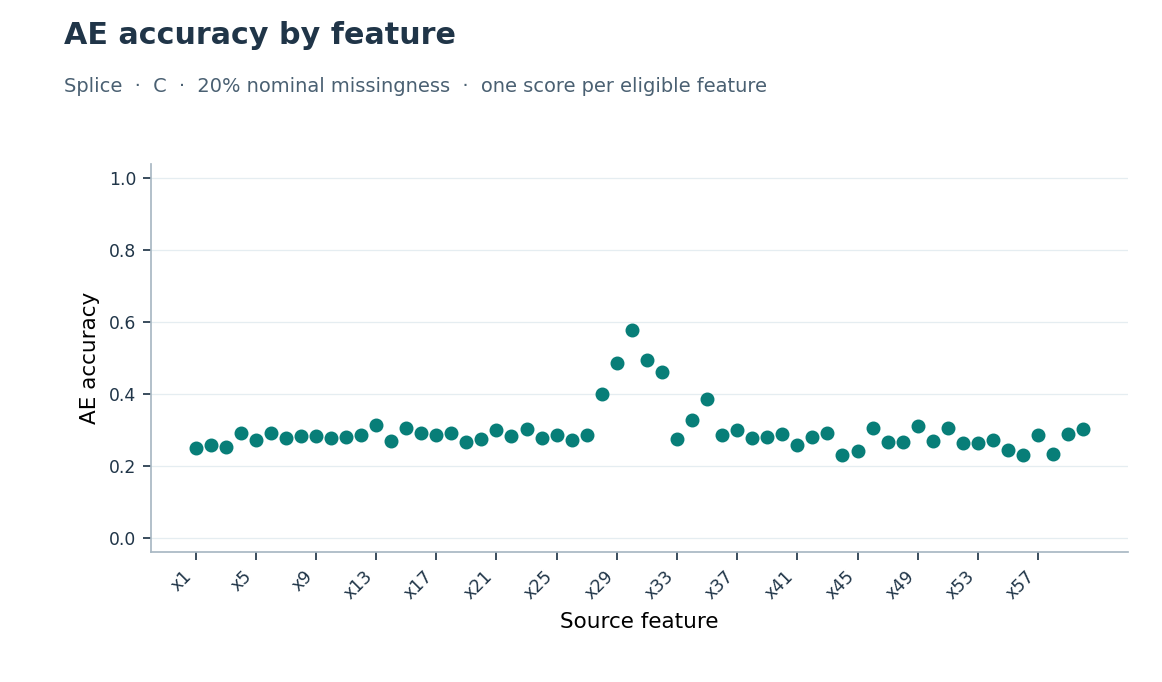 AE accuracy by feature
Splice · C · 20% nominal missingness · one score per eligible feature
1.0
0.8
0.6
0.4
0.2
0.0
AE accuracy
x1 x5 x9 x13 x17 x21 x25 x29 x33 x37 x41 x45 x49 x53 x57
Source feature